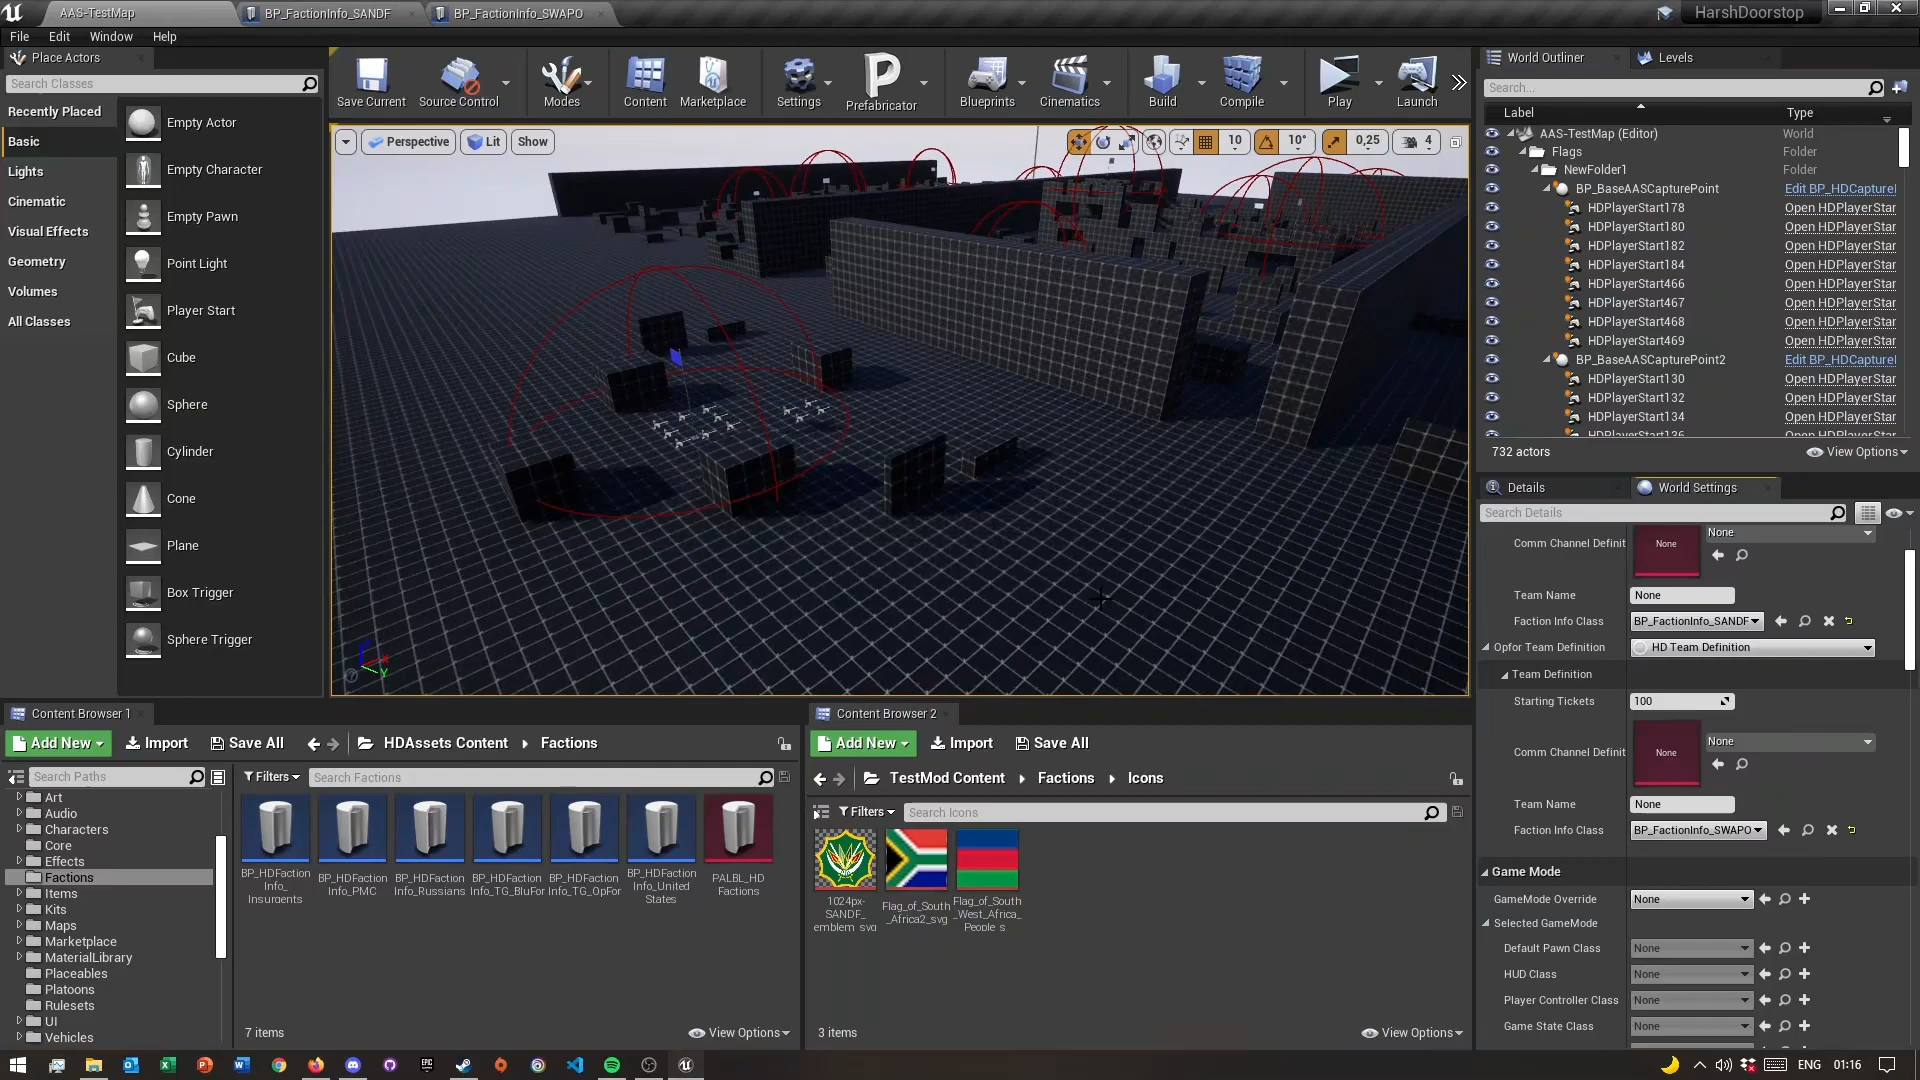 AAS-TestMap
BP_FactionInfo_SANDF
BP_FactionInfo_SWAPO
HarshDoorstop
File
Edit
Window
Help
Place Actors
Search Classes
Recently Placed
Basic
Lights
Cinematic
Visual Effects
Geometry
Volumes
All Classes
Empty Actor
Empty Character
Empty Pawn
Point Light
Player Start
Cube
Sphere
Cylinder
Cone
Plane
Box Trigger
Sphere Trigger
Save Current
Source Control
Modes
Content
Marketplace
Settings
Prefabricator
Blueprints
Cinematics
Build
Compile
Play
Launch
Perspective
Lit
Show
10
10°
0,25
4
World Outliner
Levels
Search...
Label
Type
AAS-TestMap (Editor)
World
Flags
Folder
NewFolder1
Folder
BP_BaseAASCapturePoint
Edit BP_HDCaptureI
HDPlayerStart178
Open HDPlayerStar
HDPlayerStart180
Open HDPlayerStar
HDPlayerStart182
Open HDPlayerStar
HDPlayerStart184
Open HDPlayerStar
HDPlayerStart466
Open HDPlayerStar
HDPlayerStart467
Open HDPlayerStar
HDPlayerStart468
Open HDPlayerStar
HDPlayerStart469
Open HDPlayerStar
BP_BaseAASCapturePoint2
Edit BP_HDCaptureI
HDPlayerStart130
Open HDPlayerStar
HDPlayerStart132
Open HDPlayerStar
HDPlayerStart134
Open HDPlayerStar
HDPlayerStart136
732 actors
View Options
Details
World Settings
Search Details
Comm Channel Definit
None
None
Team Name
None
Faction Info Class
BP_FactionInfo_SANDF
Opfor Team Definition
HD Team Definition
Team Definition
Starting Tickets
100
Comm Channel Definit
None
None
Team Name
None
Faction Info Class
BP_FactionInfo_SWAPO
Game Mode
GameMode Override
None
Selected GameMode
Default Pawn Class
None
HUD Class
None
Player Controller Class
None
Game State Class
None
Content Browser 1
Add New
Import
Save All
HDAssets Content
Factions
Search Paths
Filters
Search Factions
Art
Audio
Characters
Core
Effects
Factions
Items
Kits
Maps
Marketplace
MaterialLibrary
Placeables
Platoons
Rulesets
UI
Vehicles
BP_HDFaction
Info_
Insurgents
BP_HDFaction
Info_PMC
BP_HDFaction
Info_Russians
BP_HDFaction
Info_TG_BluFor
BP_HDFaction
Info_TG_OpFor
BP_HDFaction
Info_United
States
PALBL_HD
Factions
7 items
View Options
Content Browser 2
Add New
Import
Save All
TestMod Content
Factions
Icons
Filters
Search Icons
1024px-
SANDF_
emblem_svg
Flag_of_South
_Africa2_svg
Flag_of_South
_West_Africa_
People_s
3 items
View Options
ENG
01:16